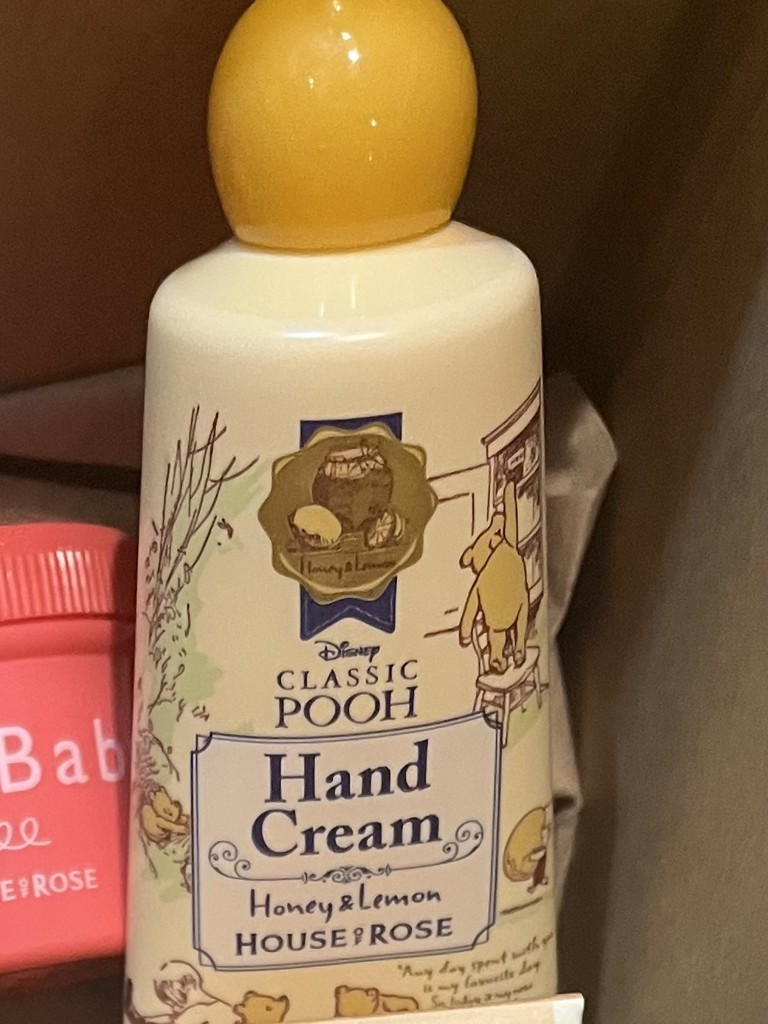 Honey & Lemon
Disney
CLASSIC
POOH
Hand
Cream
Honey & Lemon
HOUSE OF ROSE
Bab
E OF ROSE
"Any day spent with you
is my favorite day.